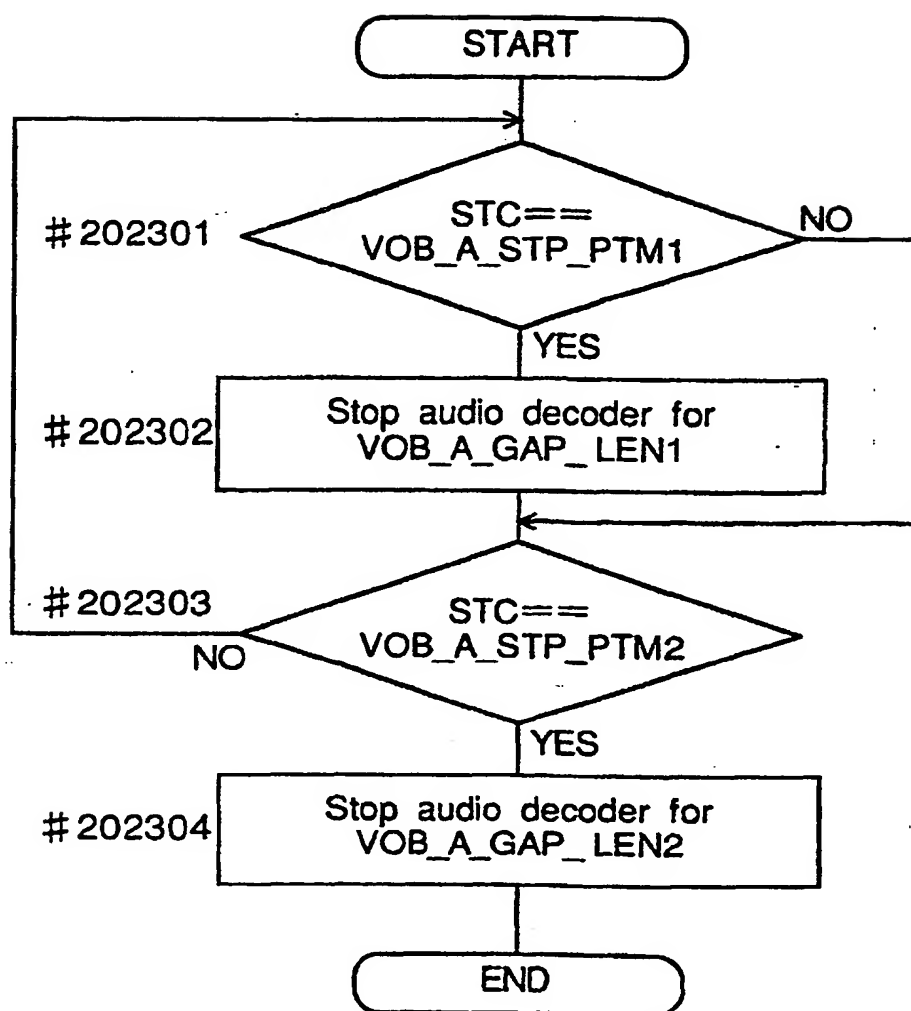 START
#202301
STC==
VOB_A_STP_PTM1
NO
YES
#202302
Stop audio decoder for
VOB_A_GAP_LEN1
#202303
STC==
VOB_A_STP_PTM2
NO
YES
#202304
Stop audio decoder for
VOB_A_GAP_LEN2
END